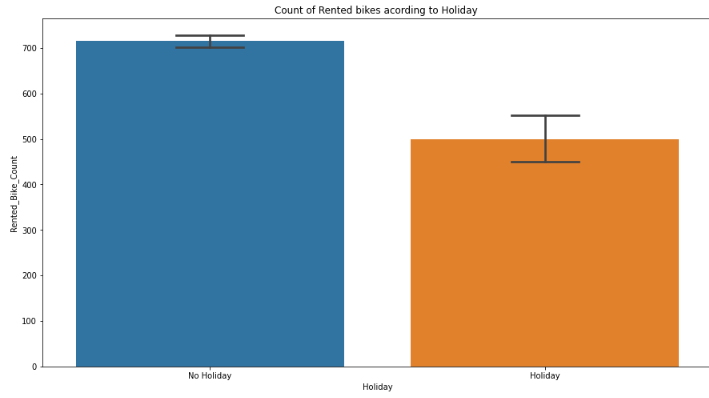 Count of Rented bikes acording to Holiday
Rented_Bike_Count
700
600
500
400
300
200
100
0
No Holiday
Holiday
Holiday